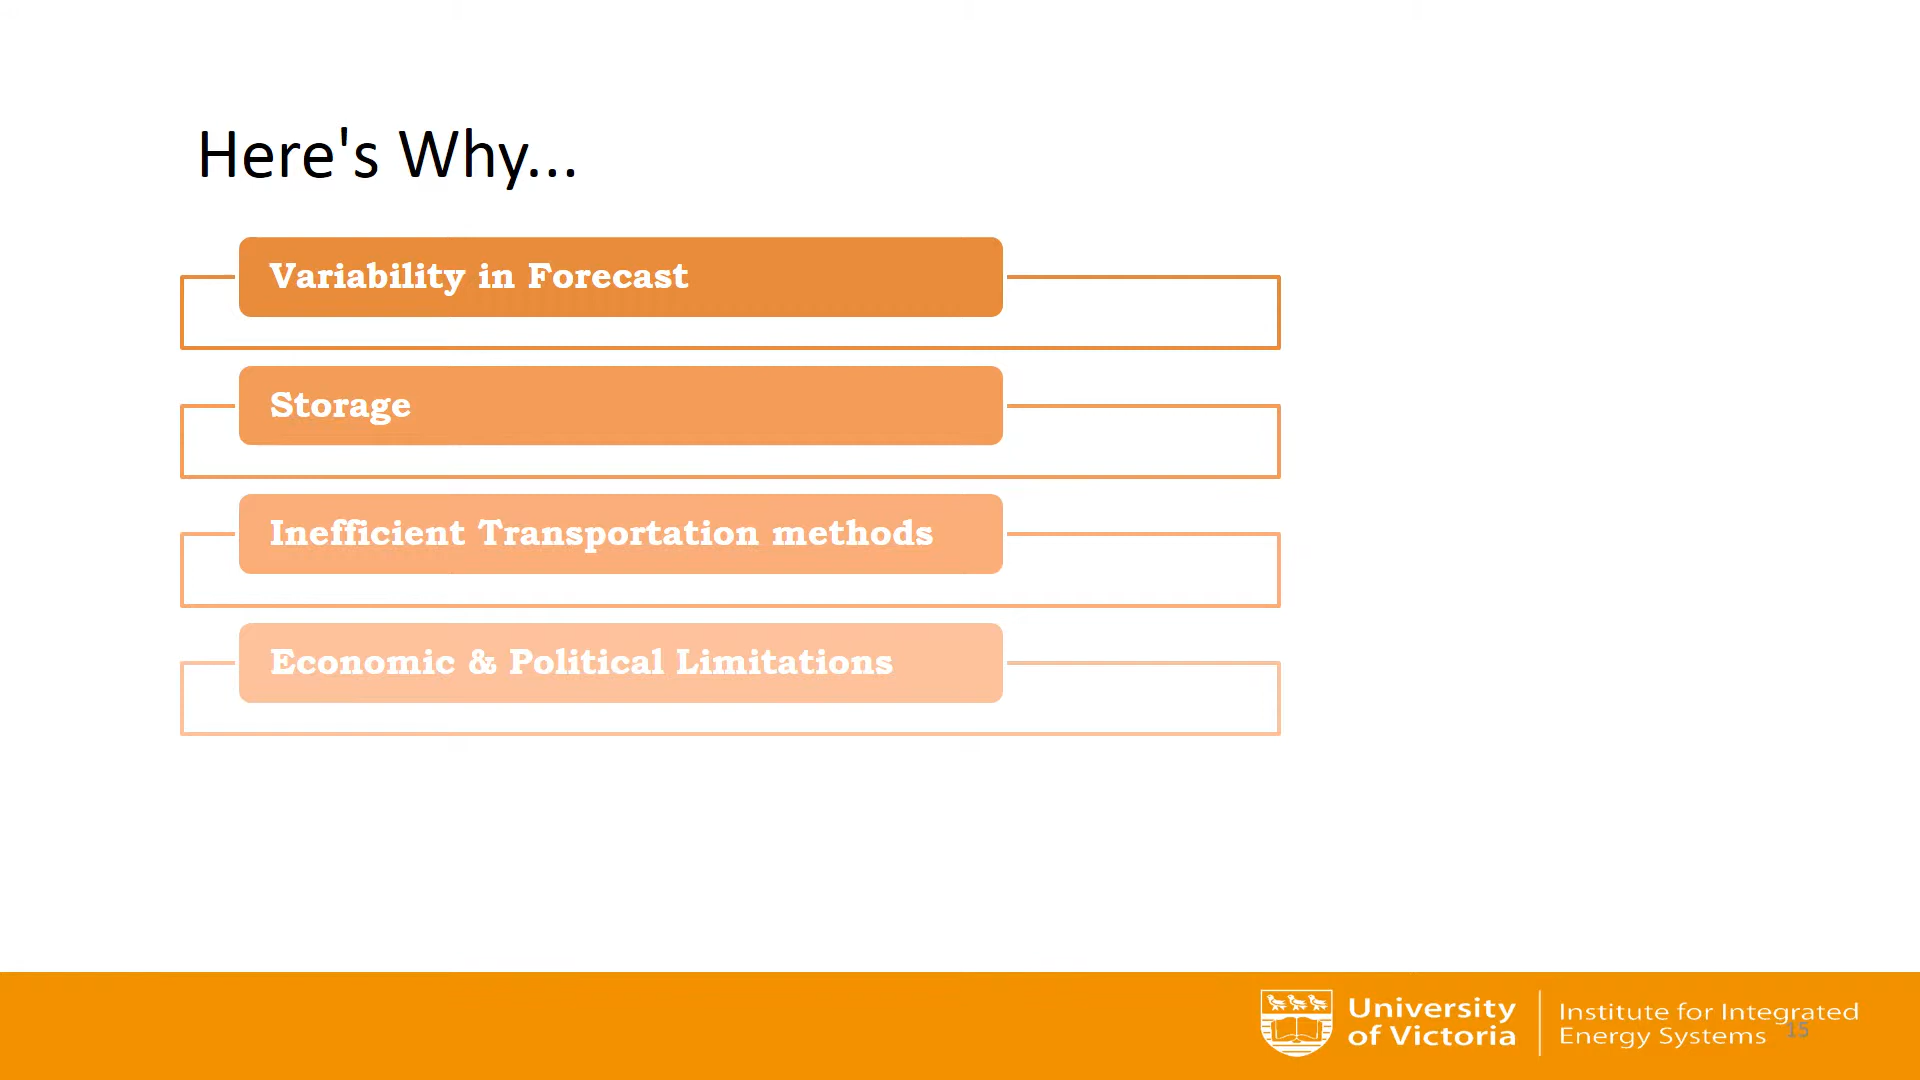 Here's Why...
Variability in Forecast
Storage
Inefficient Transportation methods
Economic & Political Limitations
University
of Victoria
Institute for Integrated
Energy Systems
15